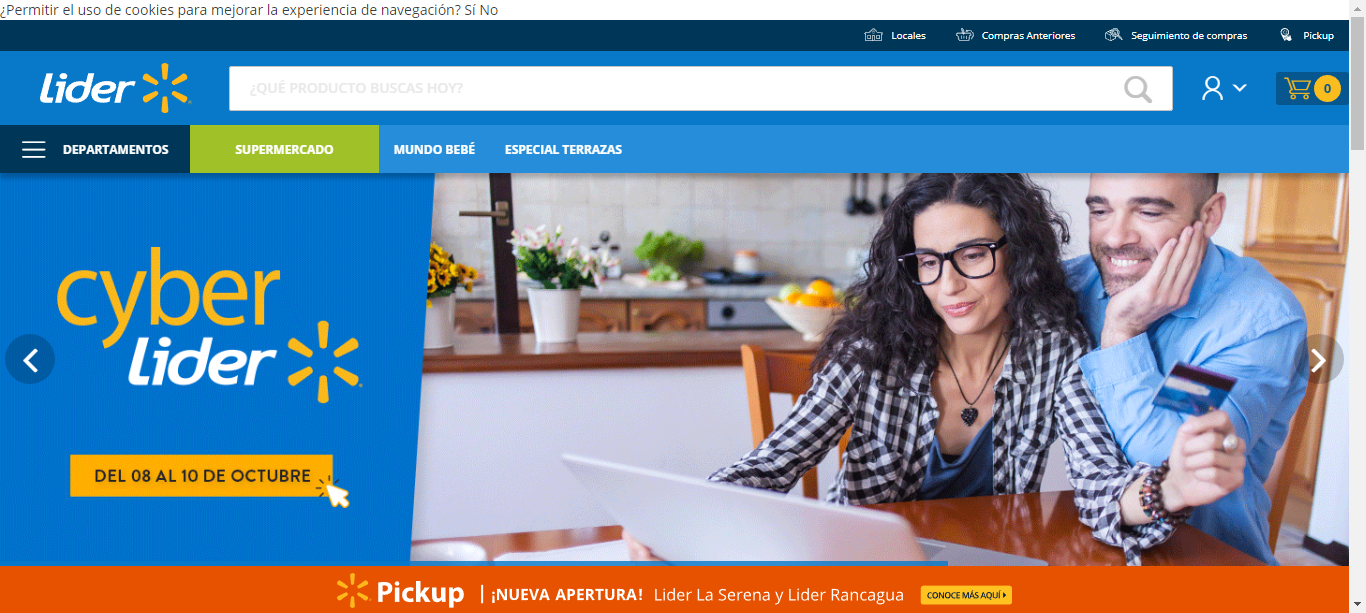 ¿Permitir el uso de cookies para mejorar la experiencia de navegación? Sí No
Locales
Compras Anteriores
Seguimiento de compras
Pickup
Lider
¿QUÉ PRODUCTO BUSCAS HOY?
0
DEPARTAMENTOS
SUPERMERCADO
MUNDO BEBÉ
ESPECIAL TERRAZAS
cyber
lider
DEL 08 AL 10 DE OCTUBRE
Pickup | ¡NUEVA APERTURA! Lider La Serena y Lider Rancagua
CONOCE MÁS AQUÍ